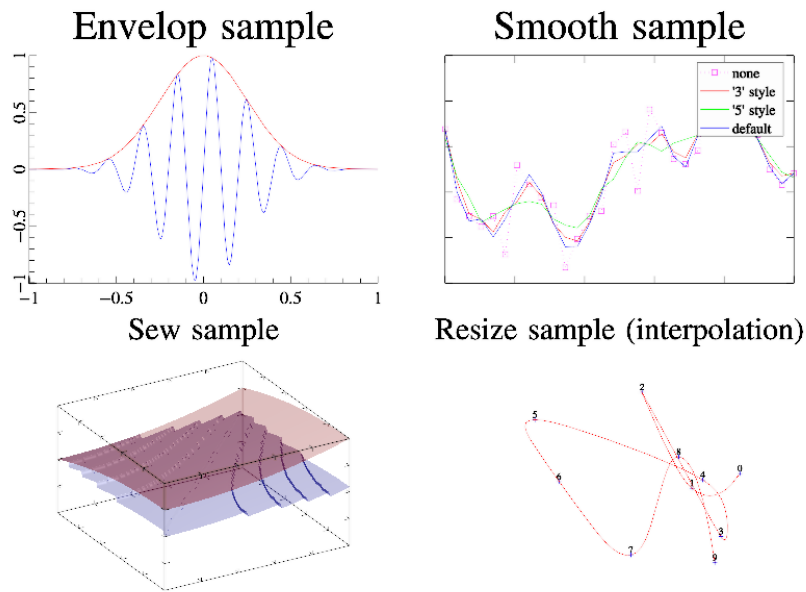 Envelop sample
Smooth sample
1
0.5
0
−0.5
−1
−1
−0.5
0
0.5
1
none
'3' style
'5' style
default
Sew sample
Resize sample (interpolation)
2
5
8
4
0
6
1
3
7
9